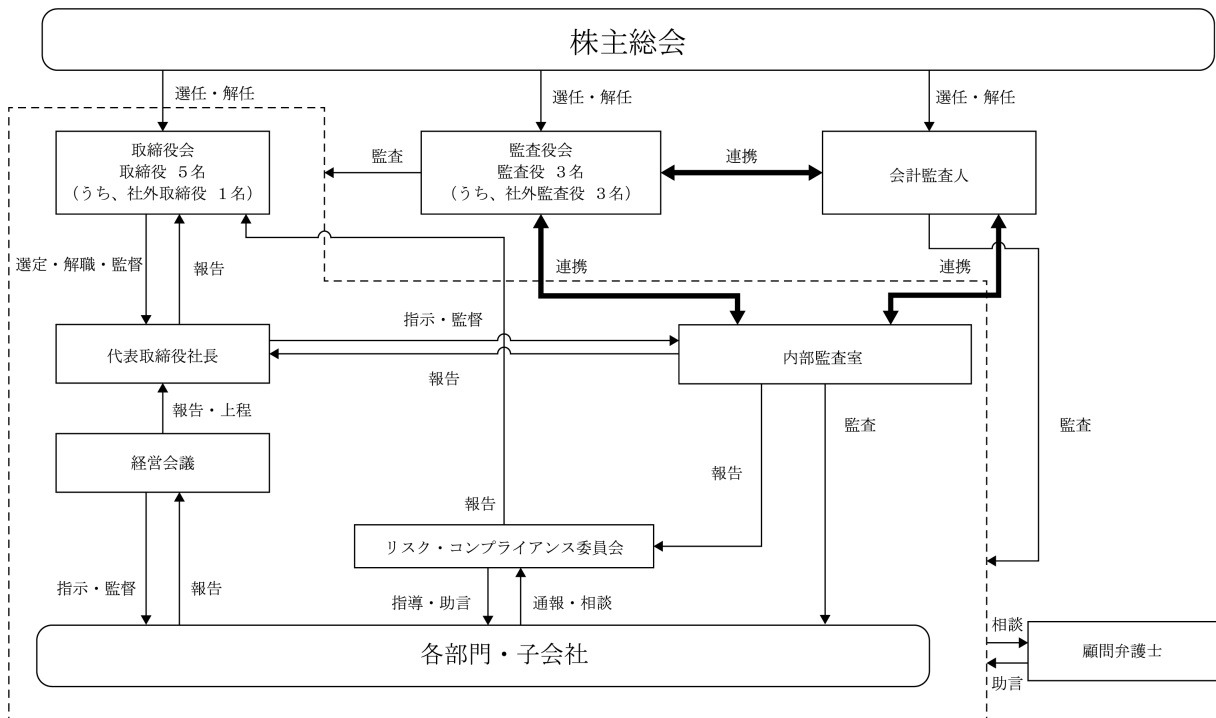 株主総会
選任・解任
選任・解任
選任・解任
取締役会
取締役 5名
(うち、社外取締役 1名)
監査
監査役会
監査役 3名
(うち、社外監査役 3名)
連携
会計監査人
選定・解職・監督
報告
連携
連携
指示・監督
代表取締役社長
内部監査室
報告
報告・上程
監査
監査
経営会議
報告
報告
リスク・コンプライアンス委員会
指示・監督
報告
指導・助言
通報・相談
相談
各部門・子会社
顧問弁護士
助言